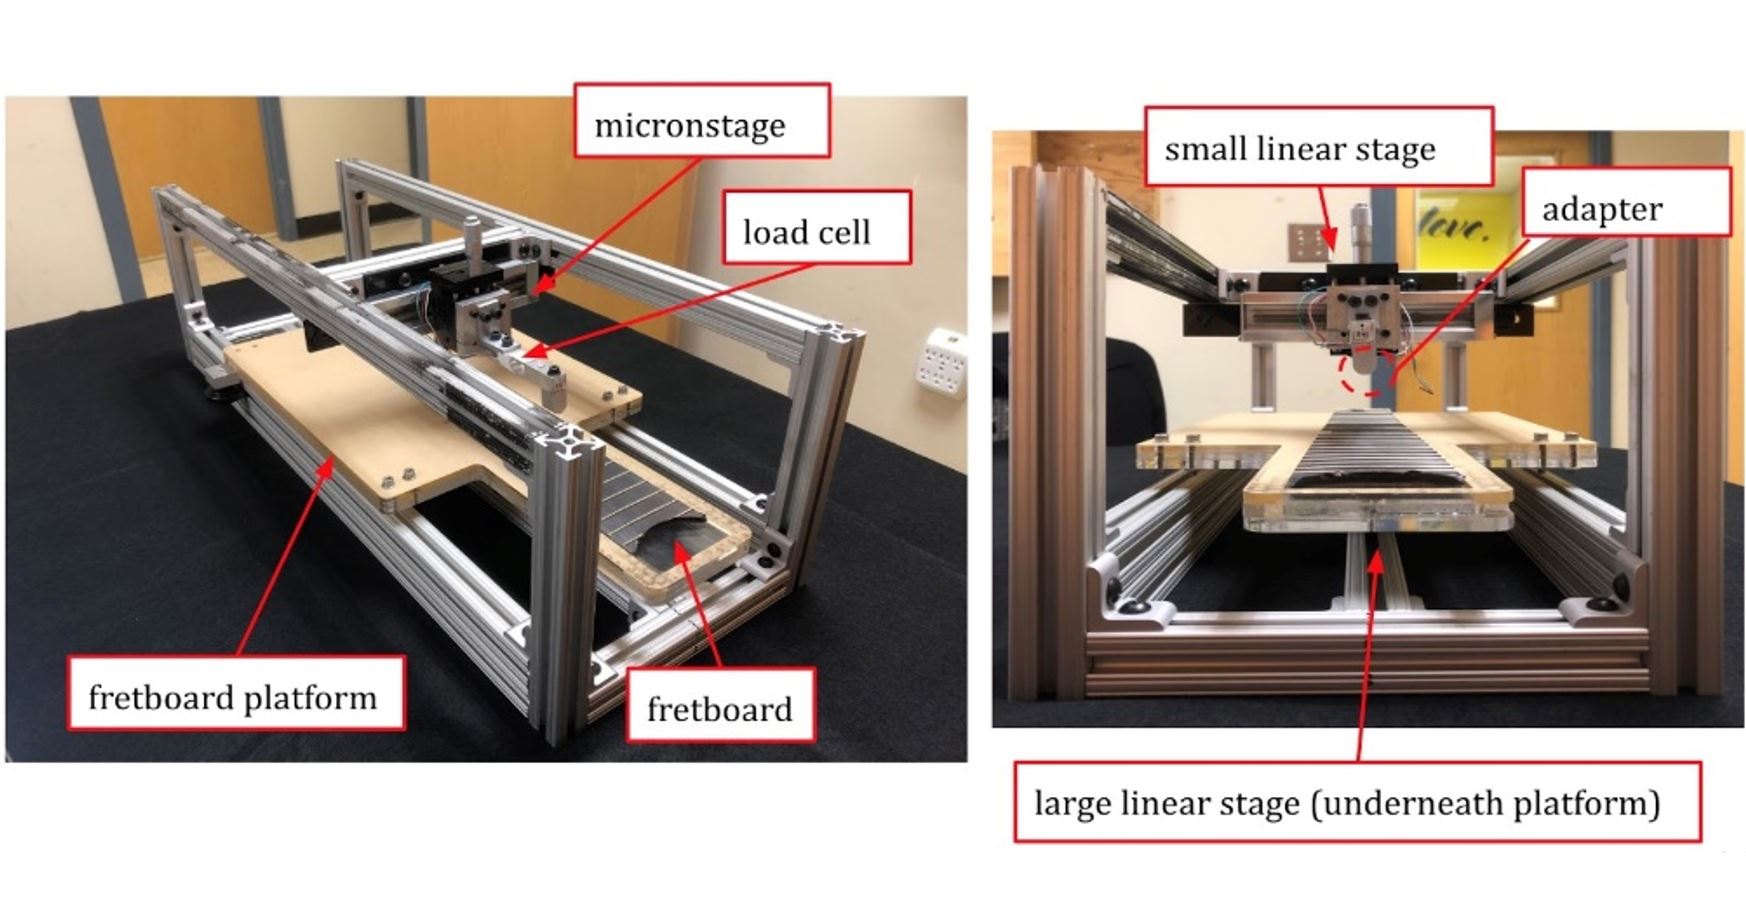 micronstage
load cell
fretboard platform
fretboard
small linear stage
adapter
love.
large linear stage (underneath platform)